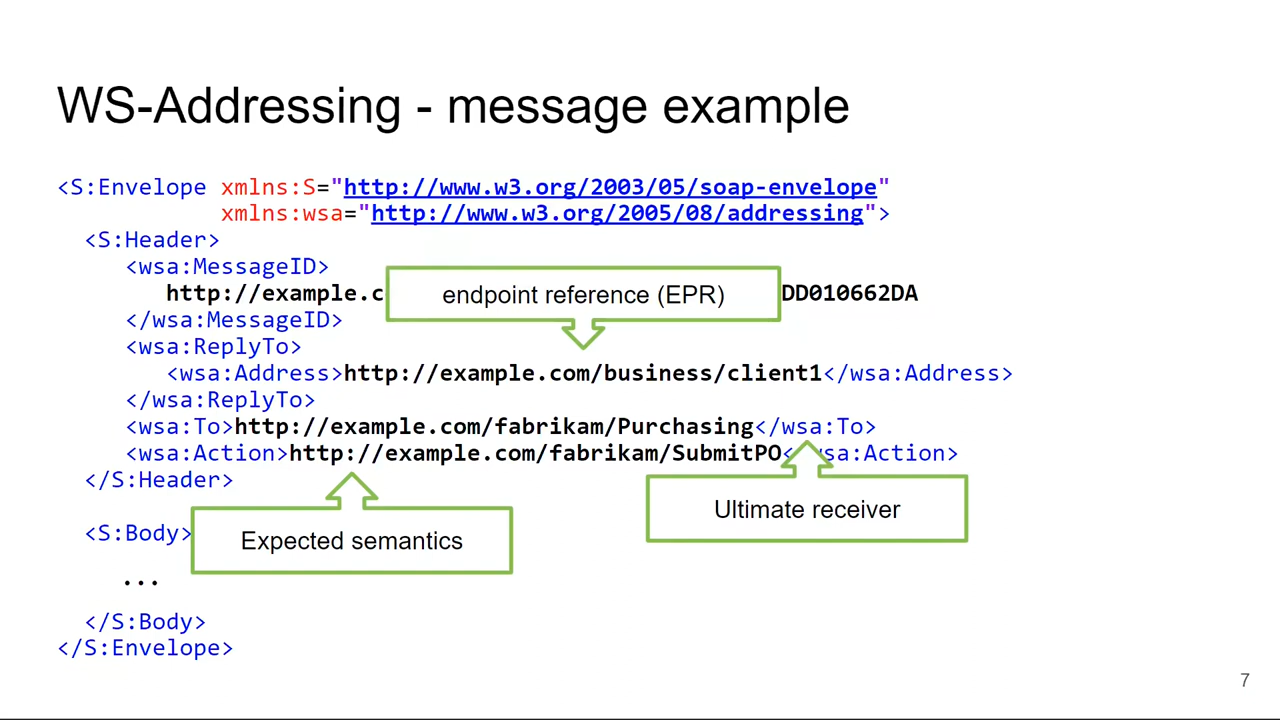 WS-Addressing - message example
<S:Envelope xmlns:S="http://www.w3.org/2003/05/soap-envelope"
xmlns:wsa="http://www.w3.org/2005/08/addressing">
<S:Header>
<wsa:MessageID>
http://example.c
endpoint reference (EPR)
DD010662DA
</wsa:MessageID>
<wsa:ReplyTo>
<wsa:Address>http://example.com/business/client1</wsa:Address>
</wsa:ReplyTo>
<wsa:To>http://example.com/fabrikam/Purchasing</wsa:To>
<wsa:Action>http://example.com/fabrikam/SubmitPO</wsa:Action>
</S:Header>
Ultimate receiver
<S:Body>
Expected semantics
...
</S:Body>
</S:Envelope>
7